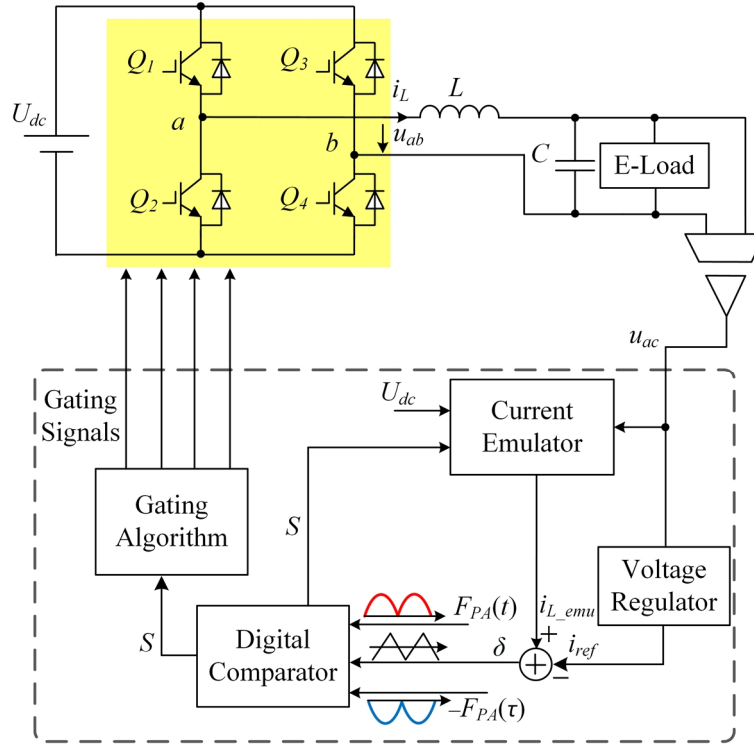 Q1
Q3
Udc
a
iL
L
b
uab
C
E-Load
Q2
Q4
uac
Gating
Signals
Udc
Current
Emulator
Gating
Algorithm
S
Voltage
Regulator
FPA(t)
iL_emu
+
S
Digital
Comparator
δ
+
iref
–
–FPA(τ)